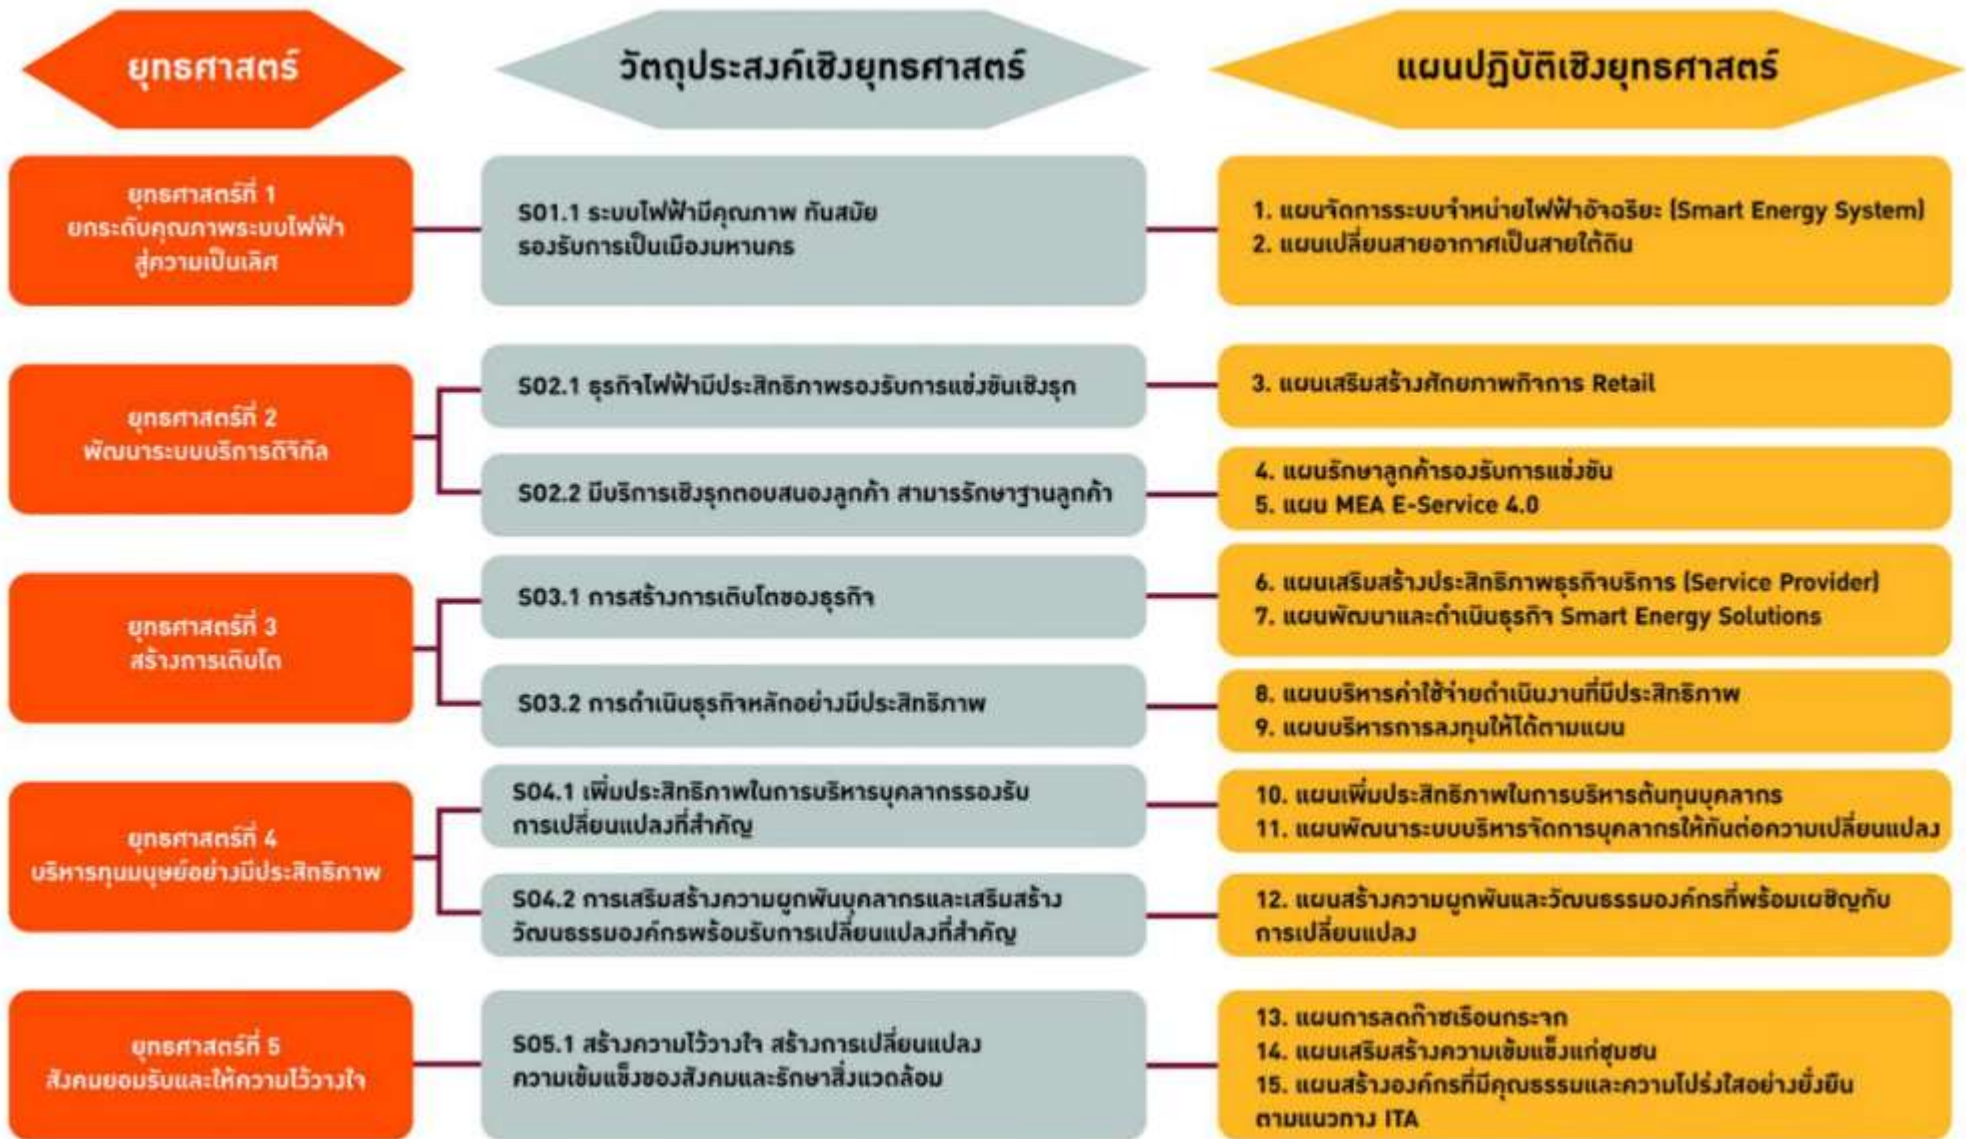 ยุทธศาสตร์
วัตถุประสงค์เชิงยุทธศาสตร์
แผนปฏิบัติเชิงยุทธศาสตร์
ยุทธศาสตร์ที่ 1
ยกระดับคุณภาพระบบไฟฟ้า
สู่ความเป็นเลิศ
SO1.1 ระบบไฟฟ้ามีคุณภาพ ทันสมัย
รองรับการเป็นเมืองมหานคร
1. แผนจัดการระบบจำหน่ายไฟฟ้าอัจฉริยะ (Smart Energy System)
2. แผนเปลี่ยนสายอากาศเป็นสายใต้ดิน
ยุทธศาสตร์ที่ 2
พัฒนาระบบบริการดิจิทัล
SO2.1 ธุรกิจไฟฟ้ามีประสิทธิภาพรองรับการแข่งขันเชิงรุก
3. แผนเสริมสร้างศักยภาพกิจการ Retail
SO2.2 มีบริการเชิงรุกตอบสนองลูกค้า สามารรักษาฐานลูกค้า
4. แผนรักษาลูกค้ารองรับการแข่งขัน
5. แผน MEA E-Service 4.0
ยุทธศาสตร์ที่ 3
สร้างการเติบโต
SO3.1 การสร้างการเติบโตของธุรกิจ
6. แผนเสริมสร้างประสิทธิภาพธุรกิจบริการ (Service Provider)
7. แผนพัฒนาและดำเนินธุรกิจ Smart Energy Solutions
SO3.2 การดำเนินธุรกิจหลักอย่างมีประสิทธิภาพ
8. แผนบริหารค่าใช้จ่ายดำเนินงานที่มีประสิทธิภาพ
9. แผนบริหารการลงทุนให้ได้ตามแผน
ยุทธศาสตร์ที่ 4
บริหารทุนมนุษย์อย่างมีประสิทธิภาพ
SO4.1 เพิ่มประสิทธิภาพในการบริหารบุคลากรรองรับ
การเปลี่ยนแปลงที่สำคัญ
10. แผนเพิ่มประสิทธิภาพในการบริหารต้นทุนบุคลากร
11. แผนพัฒนาระบบบริหารจัดการบุคลากรให้ทันต่อความเปลี่ยนแปลง
SO4.2 การเสริมสร้างความผูกพันบุคลากรและเสริมสร้าง
วัฒนธรรมองค์กรพร้อมรับการเปลี่ยนแปลงที่สำคัญ
12. แผนสร้างความผูกพันและวัฒนธรรมองค์กรที่พร้อมเผชิญกับ
การเปลี่ยนแปลง
ยุทธศาสตร์ที่ 5
สังคมยอมรับและให้ความไว้วางใจ
SO5.1 สร้างความไว้วางใจ สร้างการเปลี่ยนแปลง
ความเข้มแข็งของสังคมและรักษาสิ่งแวดล้อม
13. แผนการลดก๊าซเรือนกระจก
14. แผนเสริมสร้างความเข้มแข็งแก่ชุมชน
15. แผนสร้างองค์กรที่มีคุณธรรมและความโปร่งใสอย่างยั่งยืน
ตามแนวทาง ITA